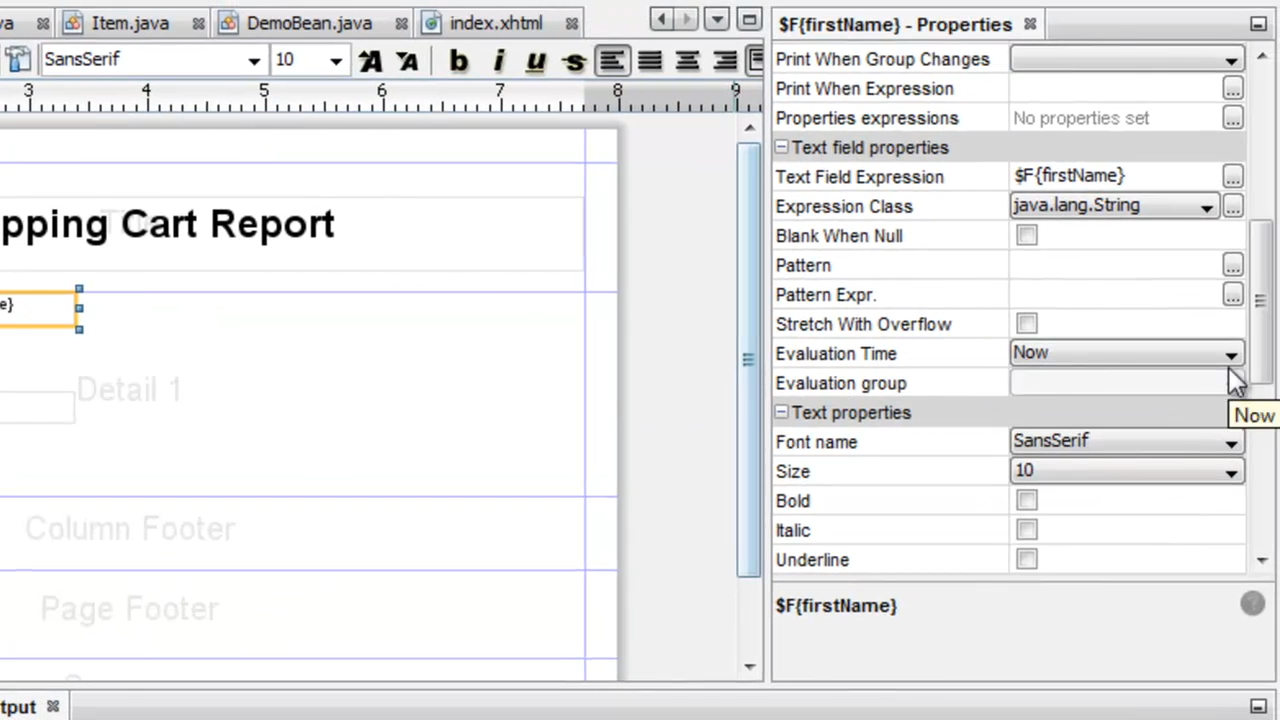 va
Item.java
DemoBean.java
index.xhtml
SansSerif
10
b i u s
3 4 5 6 7 8 9
pping Cart Report
e}
Detail 1
Column Footer
Page Footer
tput
$F{firstName} - Properties
Print When Group Changes
Print When Expression
Properties expressions No properties set
Text field properties
Text Field Expression $F{firstName}
Expression Class java.lang.String
Blank When Null
Pattern
Pattern Expr.
Stretch With Overflow
Evaluation Time Now
Evaluation group
Now
Text properties
Font name SansSerif
Size 10
Bold
Italic
Underline
$F{firstName}
?